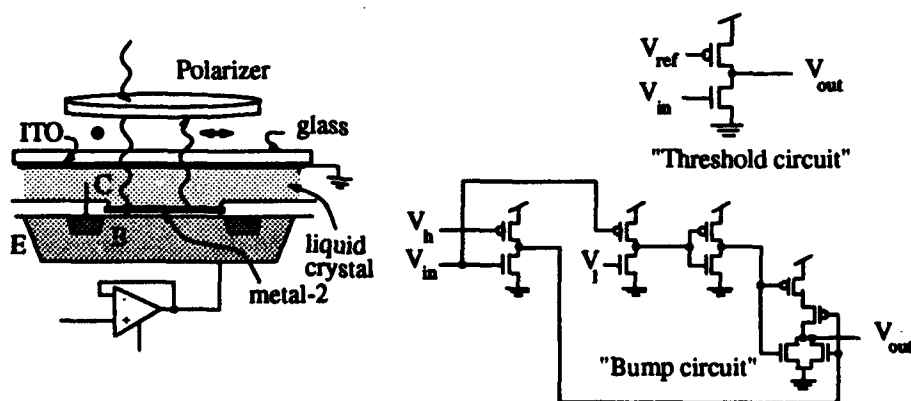 Polarizer
ITO
glass
C
E
B
liquid
crystal
metal-2
-
+
V_ref
V_in
V_out
"Threshold circuit"
V_h
V_in
V_l
V_out
"Bump circuit"